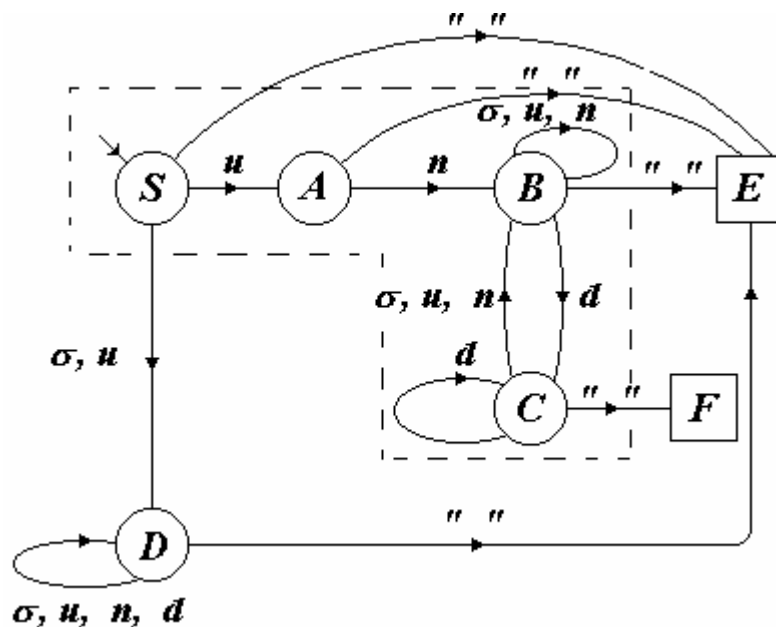 " "
" "
σ, u, n
S
u
A
n
B
" "
E
σ, u, n
d
σ, u
d
C
" "
F
D
" "
σ, u, n, d